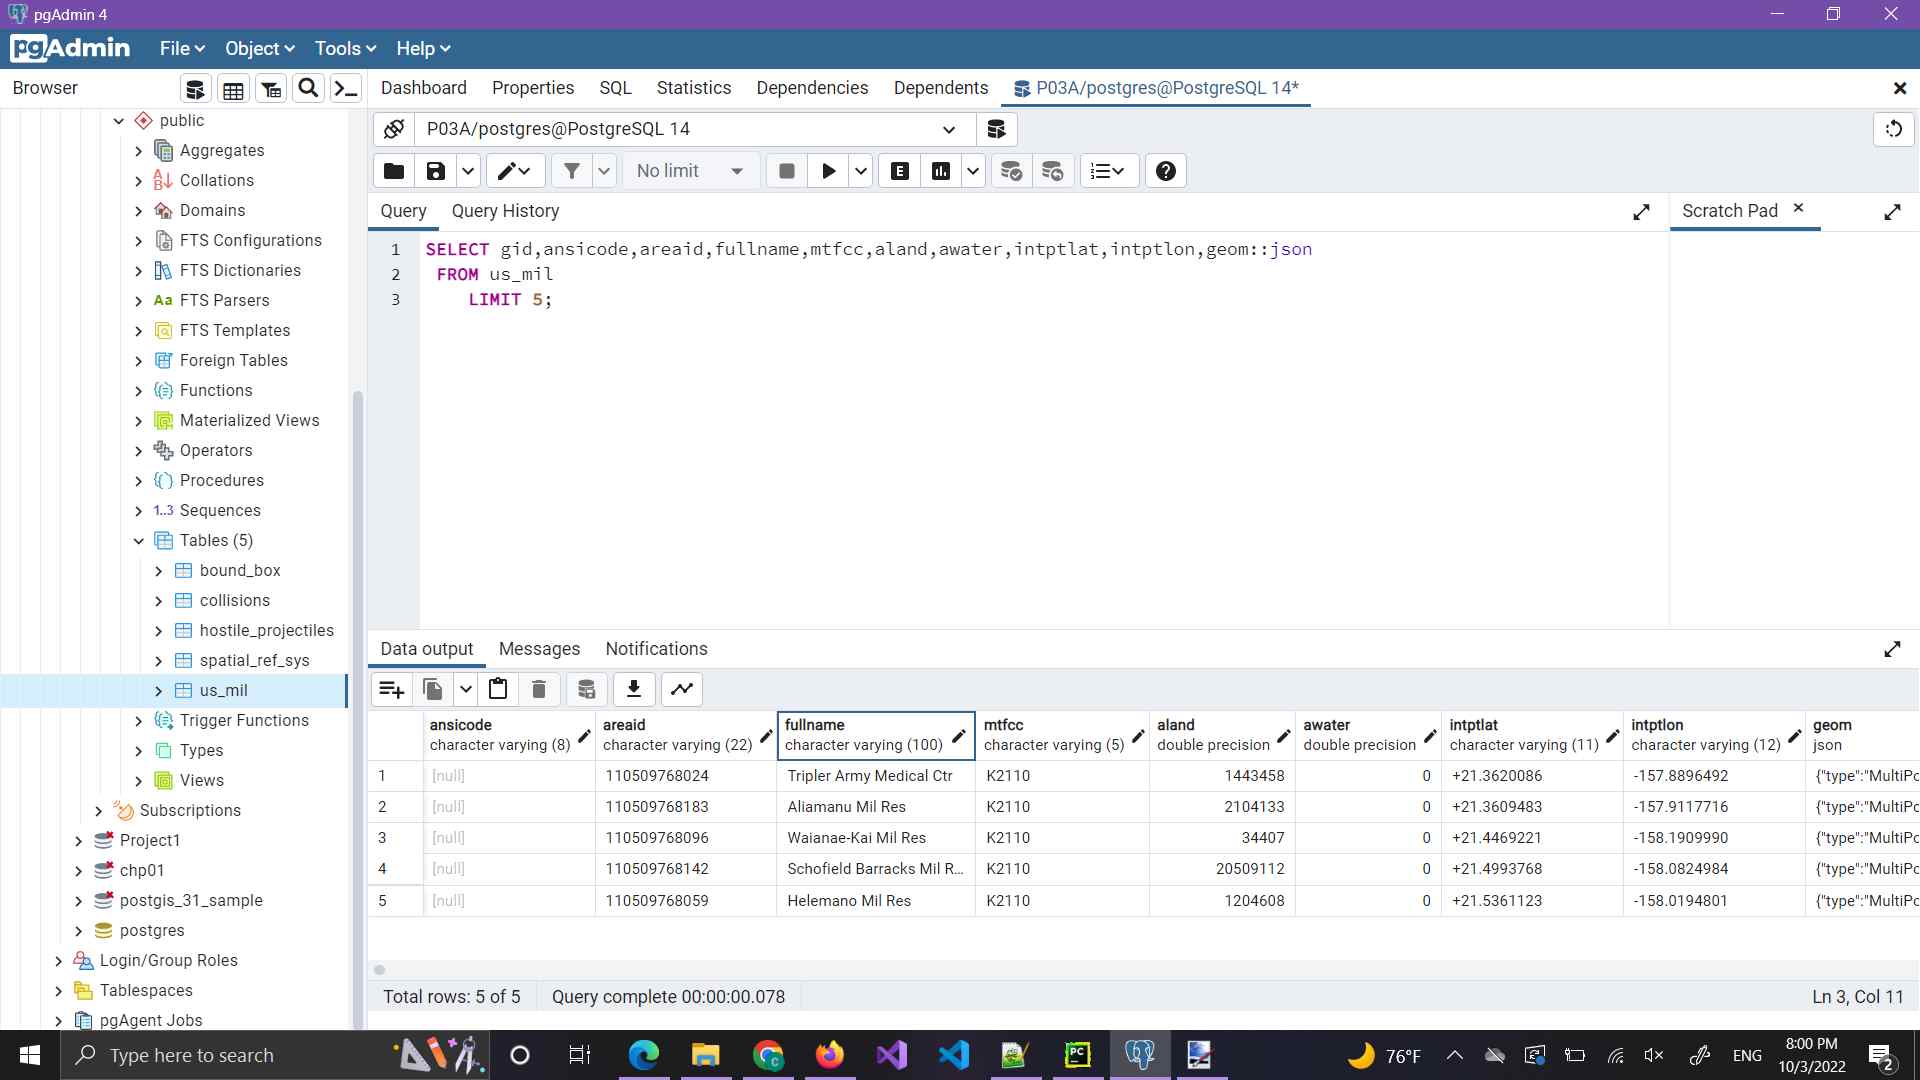 pgAdmin 4
pgAdmin File Object Tools Help
Browser Dashboard Properties SQL Statistics Dependencies Dependents P03A/postgres@PostgreSQL 14*
P03A/postgres@PostgreSQL 14
No limit
E
Query Query History Scratch Pad
1 SELECT gid,ansicode,areaid,fullname,mtfcc,aland,awater,intptlat,intptlon,geom::json
2 FROM us_mil
3 LIMIT 5;
public
Aggregates
Collations
Domains
FTS Configurations
FTS Dictionaries
Aa FTS Parsers
FTS Templates
Foreign Tables
Functions
Materialized Views
Operators
Procedures
1..3 Sequences
Tables (5)
bound_box
collisions
hostile_projectiles
spatial_ref_sys
us_mil
Trigger Functions
Types
Views
Subscriptions
Project1
chp01
postgis_31_sample
postgres
Login/Group Roles
Tablespaces
pgAgent Jobs
Data output Messages Notifications
ansicode areaid fullname mtfcc aland awater intptlat intptlon geom
character varying (8) character varying (22) character varying (100) character varying (5) double precision double precision character varying (11) character varying (12) json
1 [null] 110509768024 Tripler Army Medical Ctr K2110 1443458 0 +21.3620086 -157.8896492 {"type":"MultiPo
2 [null] 110509768183 Aliamanu Mil Res K2110 2104133 0 +21.3609483 -157.9117716 {"type":"MultiPo
3 [null] 110509768096 Waianae-Kai Mil Res K2110 34407 0 +21.4469221 -158.1909990 {"type":"MultiPo
4 [null] 110509768142 Schofield Barracks Mil R... K2110 20509112 0 +21.4993768 -158.0824984 {"type":"MultiPo
5 [null] 110509768059 Helemano Mil Res K2110 1204608 0 +21.5361123 -158.0194801 {"type":"MultiPo
Total rows: 5 of 5 Query complete 00:00:00.078 Ln 3, Col 11
Type here to search PC 76°F ENG 8:00 PM
10/3/2022 2